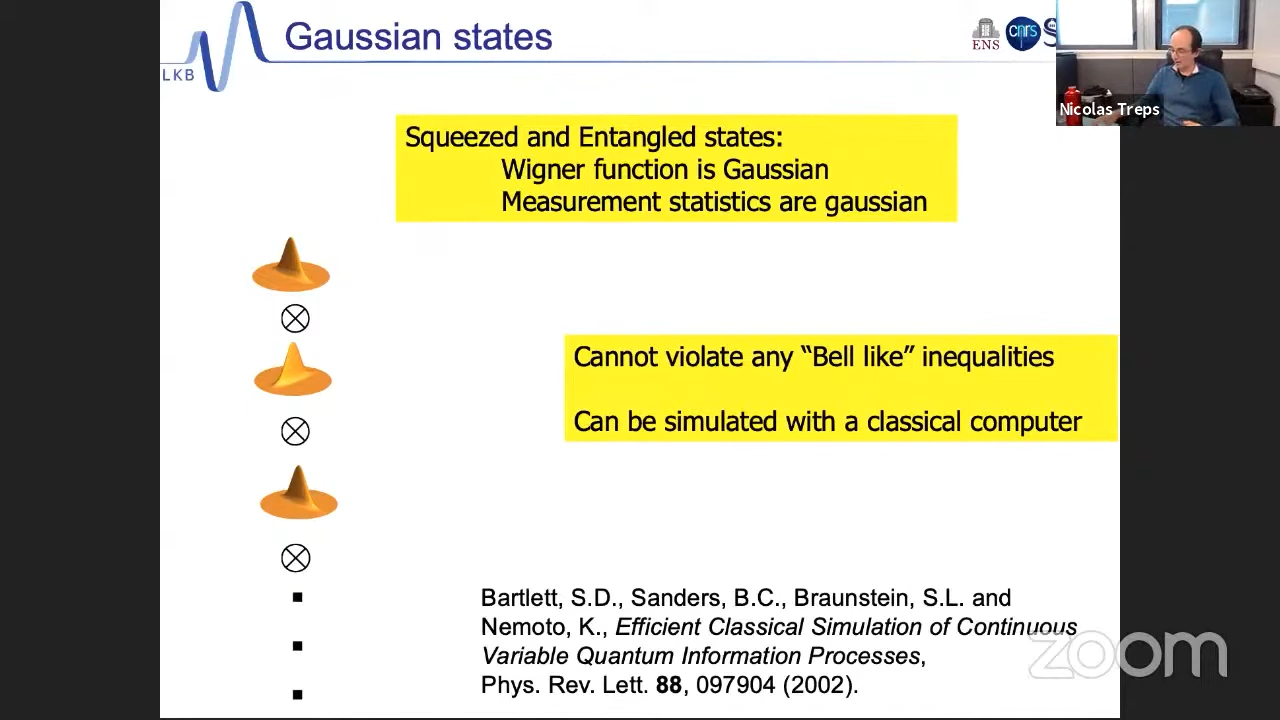 Gaussian states
LKB
ENS
cnrs
S
Nicolas Treps
Squeezed and Entangled states:
Wigner function is Gaussian
Measurement statistics are gaussian
Cannot violate any “Bell like” inequalities
Can be simulated with a classical computer
Bartlett, S.D., Sanders, B.C., Braunstein, S.L. and
Nemoto, K., Efficient Classical Simulation of Continuous
Variable Quantum Information Processes,
Phys. Rev. Lett. 88, 097904 (2002).
zoom